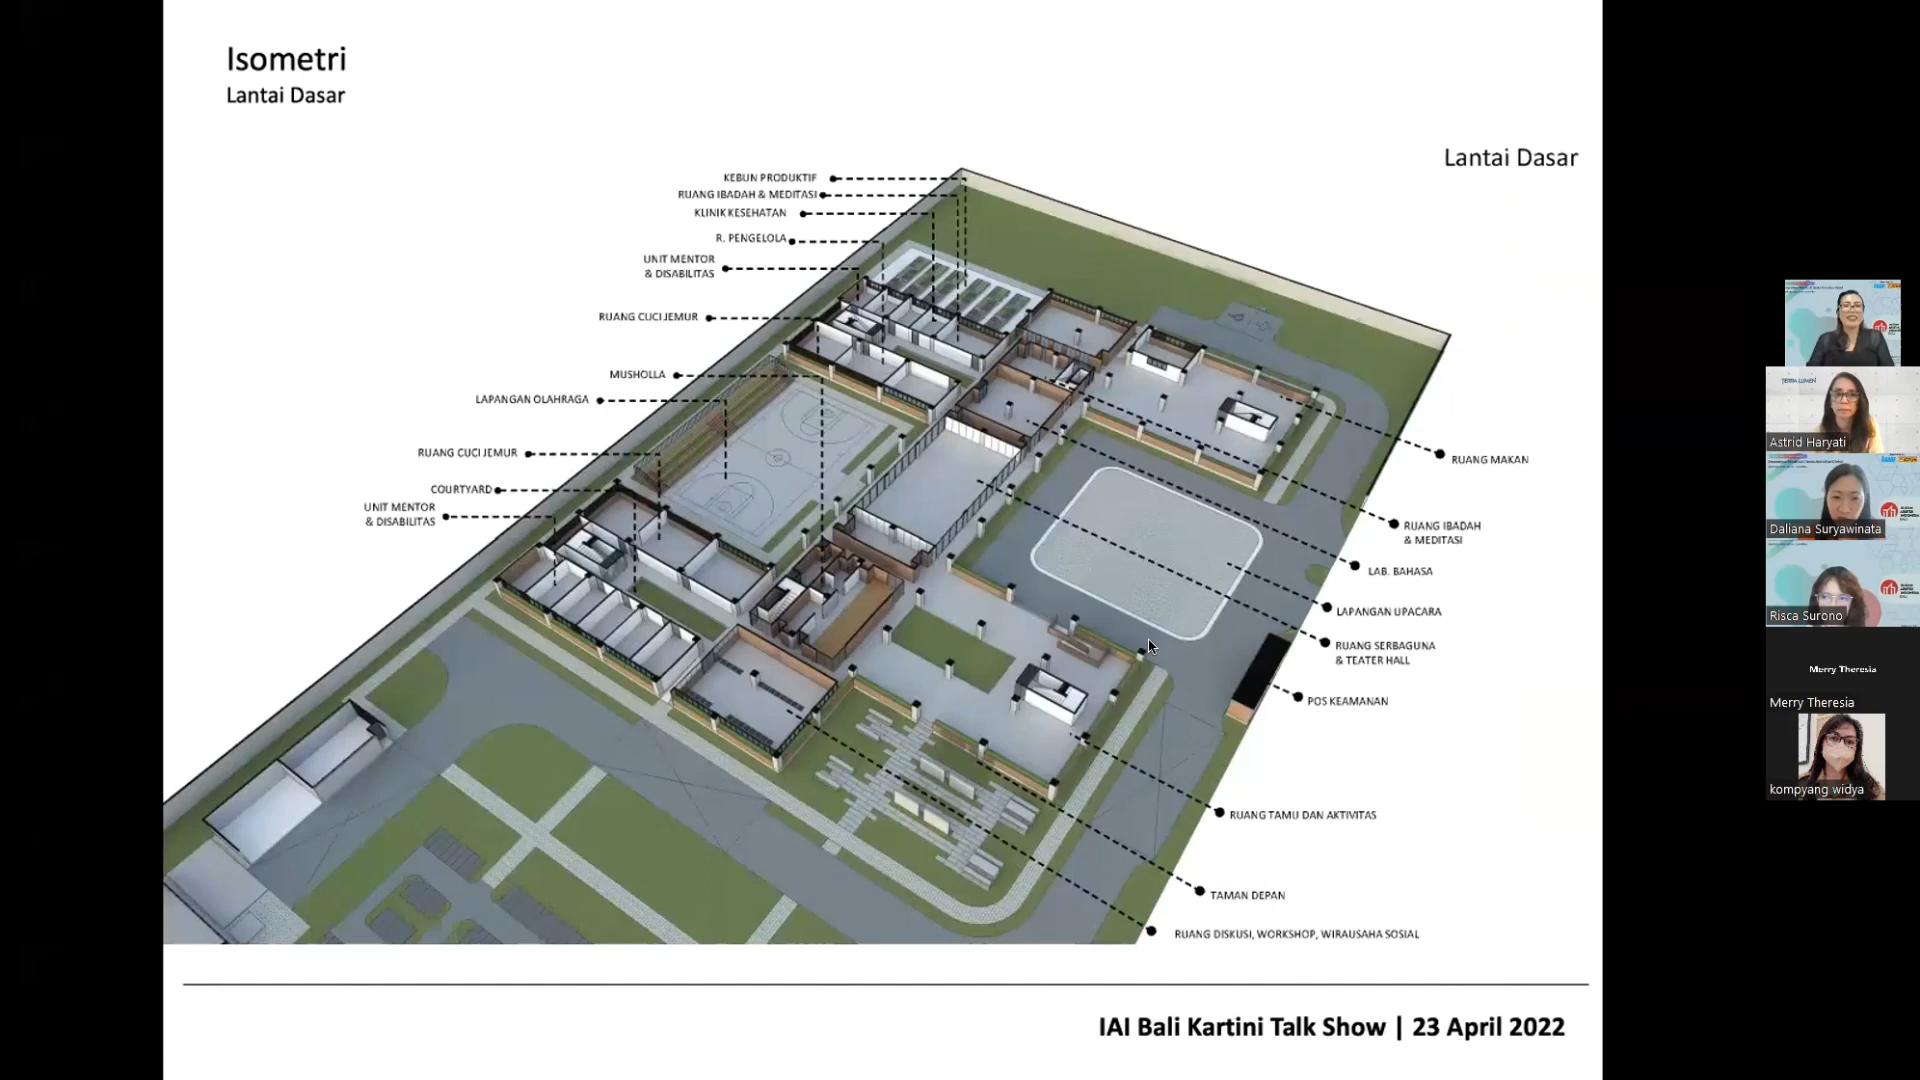 Isometri
Lantai Dasar
Lantai Dasar
KEBUN PRODUKTIF
RUANG IBADAH & MEDITASI
KLINIK KESEHATAN
R. PENGELOLA
UNIT MENTOR
& DISABILITAS
RUANG CUCI JEMUR
MUSHOLLA
LAPANGAN OLAHRAGA
RUANG CUCI JEMUR
COURTYARD
UNIT MENTOR
& DISABILITAS
RUANG MAKAN
RUANG IBADAH
& MEDITASI
LAB. BAHASA
LAPANGAN UPACARA
RUANG SERBAGUNA
& TEATER HALL
POS KEAMANAN
RUANG TAMU DAN AKTIVITAS
TAMAN DEPAN
RUANG DISKUSI, WORKSHOP, WIRAUSAHA SOSIAL
IAI Bali Kartini Talk Show | 23 April 2022
TERRA LUMEN
Astrid Haryati
Daliana Suryawinata
Risca Surono
Merry Theresia
Merry Theresia
kompyang widya